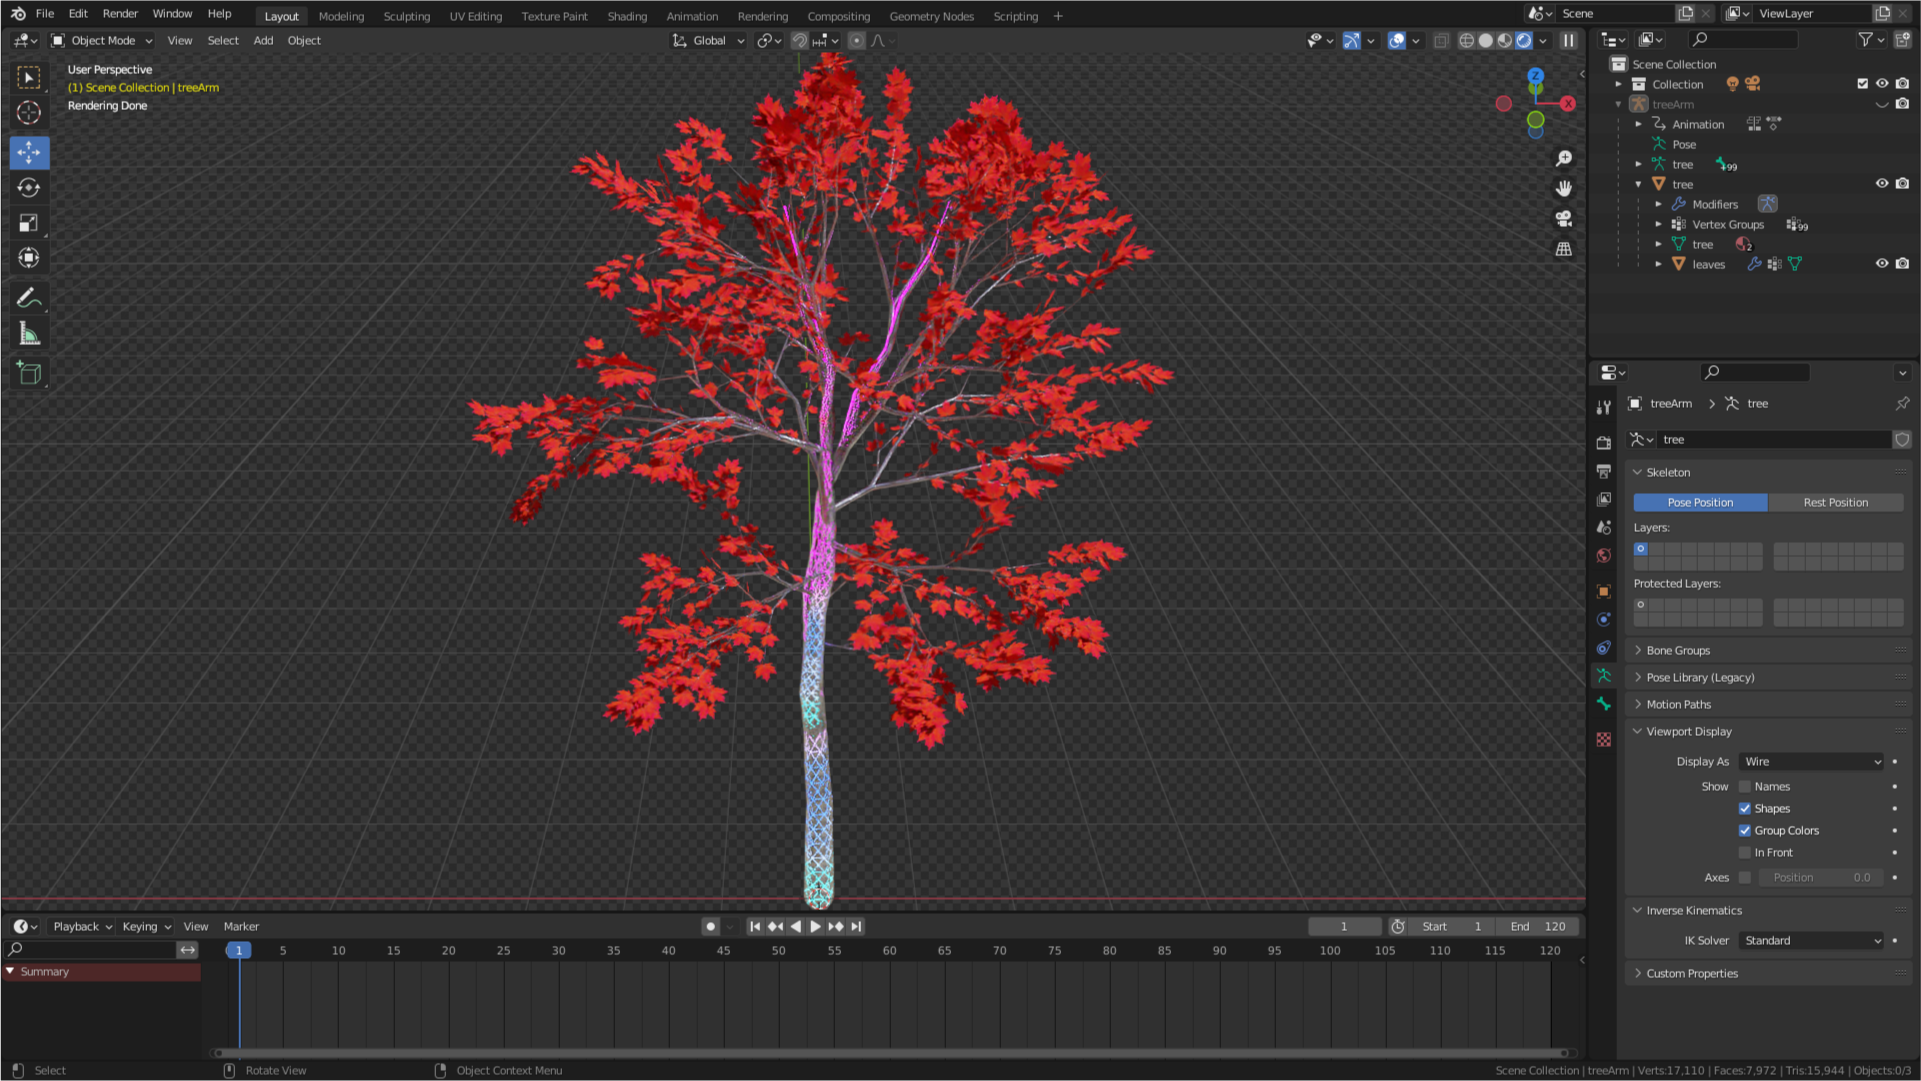 File Edit Render Window Help
Layout Modeling Sculpting UV Editing Texture Paint Shading Animation Rendering Compositing Geometry Nodes Scripting +
Scene
ViewLayer
Object Mode View Select Add Object
Global
User Perspective
(1) Scene Collection | treeArm
Rendering Done
Z
X
Scene Collection
Collection
treeArm
Animation
Pose
tree 99
tree
Modifiers
Vertex Groups 99
tree 2
leaves
treeArm > tree
tree
Skeleton
Pose Position Rest Position
Layers:
Protected Layers:
Bone Groups
Pose Library (Legacy)
Motion Paths
Viewport Display
Display As Wire
Show Names
Shapes
Group Colors
In Front
Axes Position 0.0
Inverse Kinematics
IK Solver Standard
Custom Properties
Playback Keying View Marker
1 Start 1 End 120
1 5 10 15 20 25 30 35 40 45 50 55 60 65 70 75 80 85 90 95 100 105 110 115 120
Summary
Select Rotate View Object Context Menu
Scene Collection | treeArm | Verts:17,110 | Faces:7,972 | Tris:15,944 | Objects:0/3